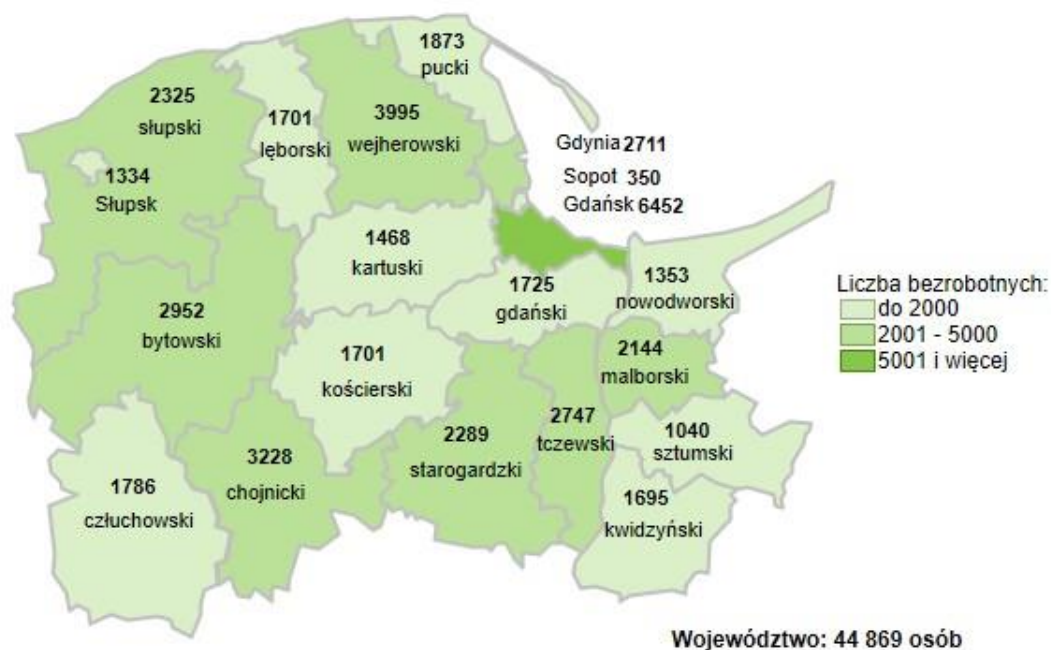 1873
pucki
2325
słupski
1701
lęborski
3995
wejherowski
Gdynia 2711
Sopot 350
Gdańsk 6452
1334
Słupsk
1468
kartuski
1725
gdański
1353
nowodworski
Liczba bezrobotnych:
do 2000
2001 - 5000
5001 i więcej
2952
bytowski
1701
kościerski
2144
malborski
2289
starogardzki
2747
tczewski
1040
sztumski
3228
chojnicki
1786
człuchowski
1695
kwidzyński
Województwo: 44 869 osób